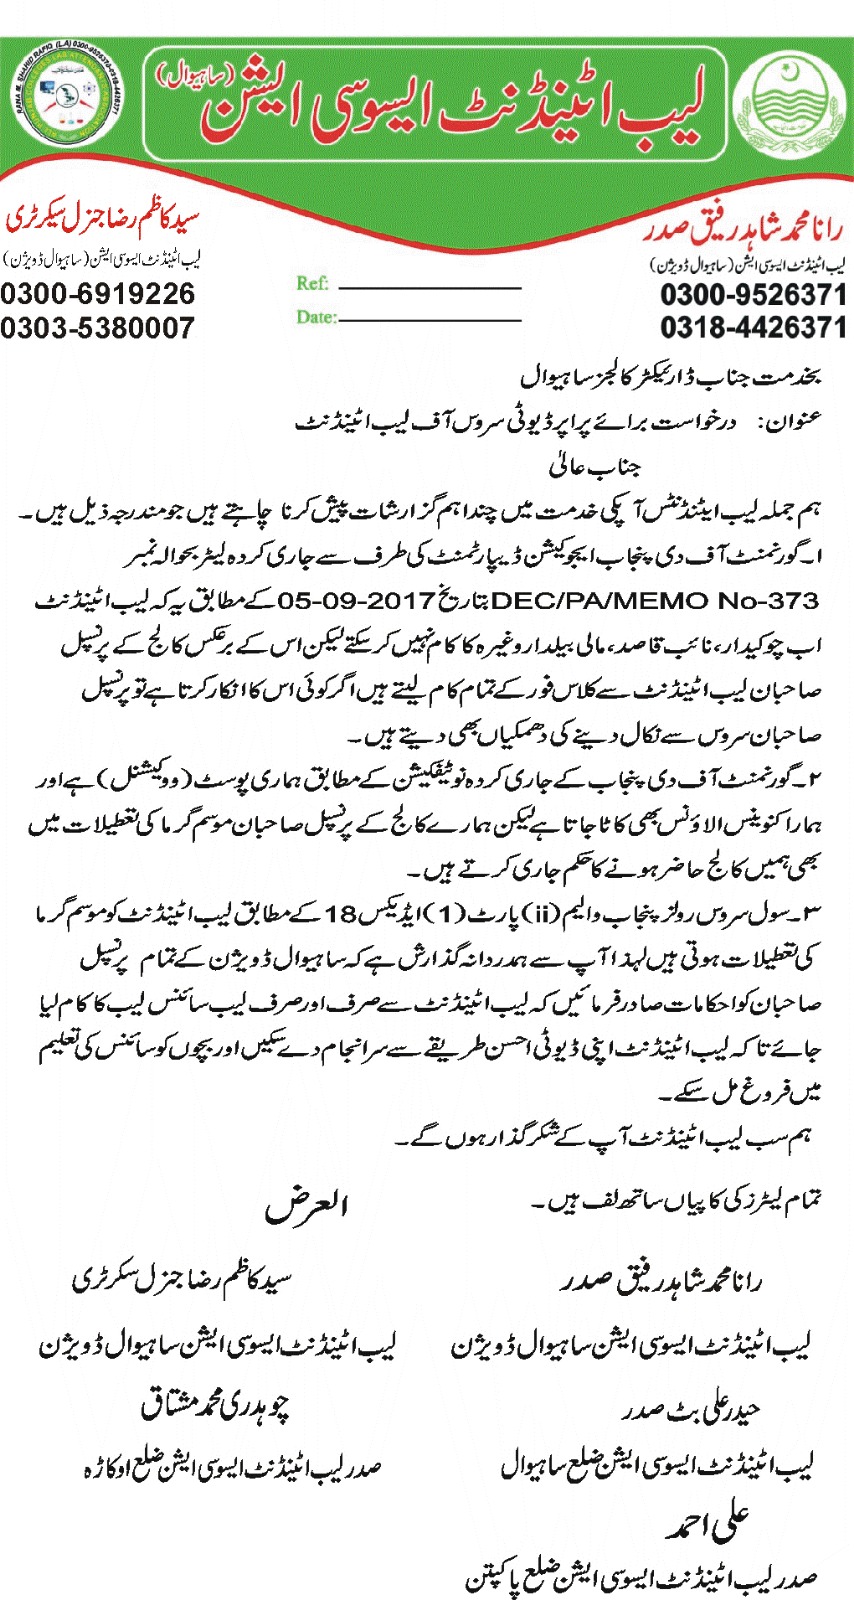 لیب اٹینڈنٹ ایسوسی ایشن (ساہیوال)
رانا محمد شاہد رفیق صدر
لیب اٹینڈنٹ ایسوسی ایشن (ساہیوال ڈویژن)
0300-9526371
0318-4426371
سید کاظم رضا جنرل سیکرٹری
لیب اٹینڈنٹ ایسوسی ایشن (ساہیوال ڈویژن)
0300-6919226
0303-5380007
Ref:
Date:
بخدمت جناب ڈائریکٹر کالجز ساہیوال
عنوان: درخواست برائے پراپر ڈیوٹی سروس آف لیب اٹینڈنٹ
جناب عالیٰ
ہم جملہ لیب ایٹنڈنٹس آپکی خدمت میں چند اہم گزارشات پیش کرنا چاہتے ہیں جو مندرجہ ذیل ہیں۔
۱۔گورنمنٹ آف دی پنجاب ایجوکیشن ڈیپارٹمنٹ کی طرف سے جاری کردہ لیٹر بحوالہ نمبر
DEC/PA/MEMO No-373 بتاریخ 05-09-2017 کے مطابق یہ کہ لیب اٹینڈنٹ
اب چوکیدار، نائب قاصد، مالی بیلدار وغیرہ کا کام نہیں کر سکتے لیکن اس کے برعکس کالج کے پرنسپل
صاحبان لیب اٹینڈنٹ سے کلاس فور کے تمام کام لیتے ہیں اگر کوئی اس کا انکار کرتا ہے تو پرنسپل
صاحبان سروس سے نکال دینے کی دھمکیاں بھی دیتے ہیں۔
۲۔گورنمنٹ آف دی پنجاب کے جاری کردہ نوٹیفکیشن کے مطابق ہماری پوسٹ (ووکیشنل) ہے اور
ہمارا کنوینس الاؤنس بھی کاٹا جاتا ہے لیکن ہمارے کالج کے پرنسپل صاحبان موسم گرما کی تعطیلات میں
بھی ہمیں کالج حاضر ہونے کا حکم جاری کرتے ہیں۔
۳۔سول سروس رولز پنجاب والیم (ii) پارٹ (1) اپڈیکس 18 کے مطابق لیب اٹینڈنٹ کو موسم گرما
کی تعطیلات ہوتی ہیں لہذا آپ سے ہمدردانہ گذارش ہے کہ ساہیوال ڈویژن کے تمام پرنسپل
صاحبان کو احکامات صادر فرمائیں کہ لیب اٹینڈنٹ سے صرف اور صرف لیب سائنس لیب کا کام لیا
جائے تاکہ لیب اٹینڈنٹ اپنی ڈیوٹی احسن طریقے سے سرانجام دے سکیں اور بچوں کو سائنس کی تعلیم
میں فروغ مل سکے۔
ہم سب لیب اٹینڈنٹ آپ کے شکر گذار ہوں گے۔
تمام لیٹرز کی کاپیاں ساتھ لف ہیں۔
العرض
رانا محمد شاہد رفیق صدر
سید کاظم رضا جنرل سکرٹری
لیب اٹینڈنٹ ایسوسی ایشن ساہیوال ڈویژن
لیب اٹینڈنٹ ایسوسی ایشن ساہیوال ڈویژن
حیدر علی بٹ صدر
چوہدری محمد مشتاق
لیب اٹینڈنٹ ایسوسی ایشن ضلع ساہیوال
صدر لیب اٹینڈنٹ ایسوسی ایشن ضلع اوکاڑہ
علی احمد
صدر لیب اٹینڈنٹ ایسوسی ایشن ضلع پاکپتن